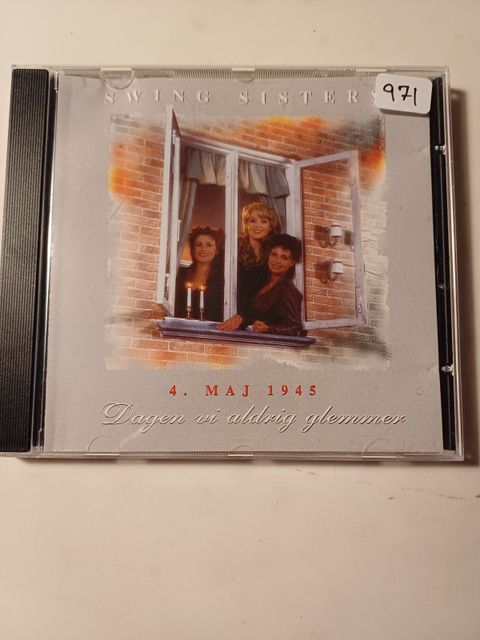 SWING SISTERS
971
4. MAJ 1945
Dagen vi aldrig glemmer